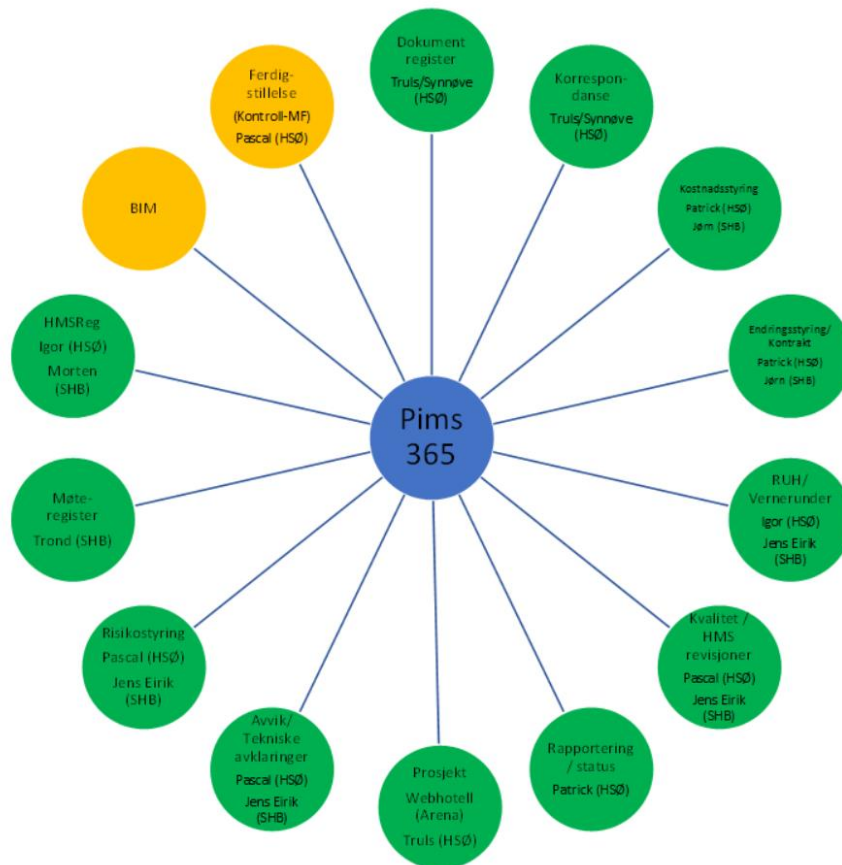 Dokument
register
Truls/Synnøve
(HSØ)
Korrespon-
danse
Truls/Synnøve
(HSØ)
Kostnadsstyring
Patrick (HSØ)
Jørn (SHB)
Endringsstyring/
Kontrakt
Patrick (HSØ)
Jørn (SHB)
RUH/
Vernerunder
Igor (HSØ)
Jens Eirik
(SHB)
Kvalitet /
HMS
revisjoner
Pascal (HSØ)
Jens Eirik
(SHB)
Rapportering
/ status
Patrick (HSØ)
Prosjekt
Webhotell
(Arena)
Truls (HSØ)
Avvik/
Tekniske
avklaringer
Pascal (HSØ)
Jens Eirik
(SHB)
Risikostyring
Pascal (HSØ)
Jens Eirik
(SHB)
Møte-
register
Trond (SHB)
HMSReg
Igor (HSØ)
Morten
(SHB)
BIM
Ferdig-
stillelse
(Kontroll-MF)
Pascal (HSØ)
Pims
365